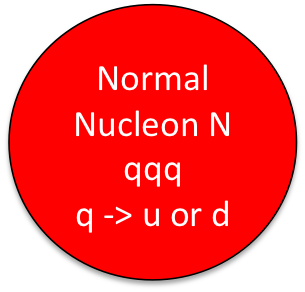 Normal
Nucleon N
qqq
q -> u or d